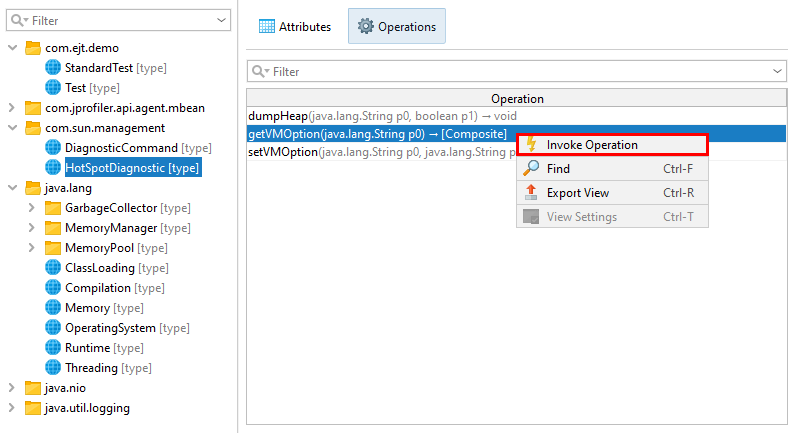 Filter
com.ejt.demo
StandardTest [type]
Test [type]
com.jprofiler.api.agent.mbean
com.sun.management
DiagnosticCommand [type]
HotSpotDiagnostic [type]
java.lang
GarbageCollector [type]
MemoryManager [type]
MemoryPool [type]
ClassLoading [type]
Compilation [type]
Memory [type]
OperatingSystem [type]
Runtime [type]
Threading [type]
java.nio
java.util.logging
Attributes
Operations
Filter
Operation
dumpHeap(java.lang.String p0, boolean p1) → void
getVMOption(java.lang.String p0) → [Composite]
setVMOption(java.lang.String p0, java.lang.String p
Invoke Operation
Find Ctrl-F
Export View Ctrl-R
View Settings Ctrl-T